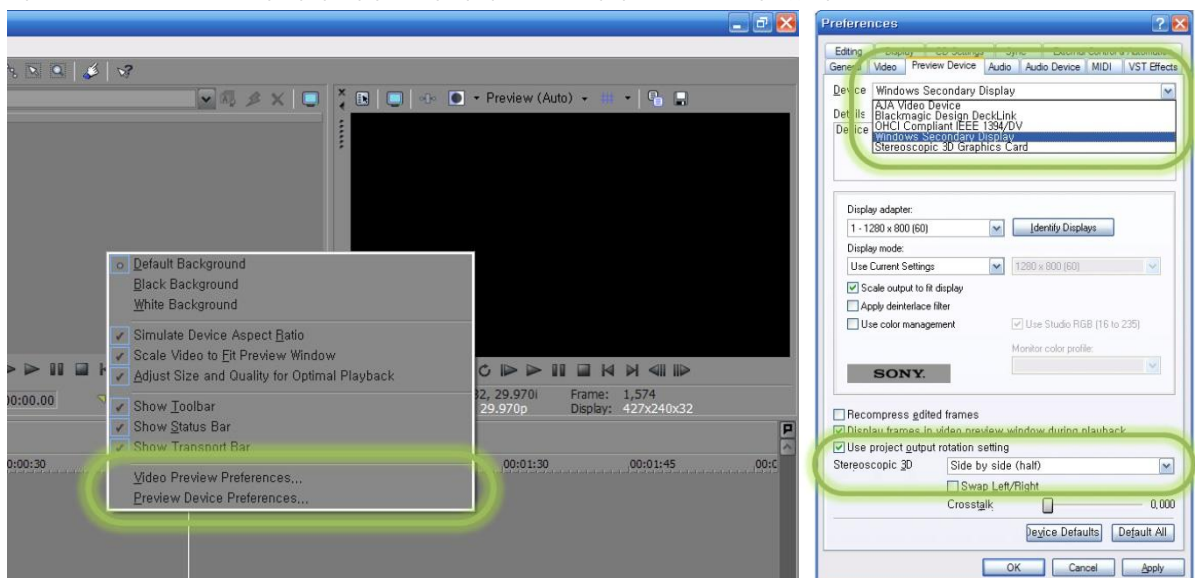 Preview (Auto)
Default Background
Black Background
White Background
Simulate Device Aspect Ratio
Scale Video to Fit Preview Window
Adjust Size and Quality for Optimal Playback
Show Toolbar
Show Status Bar
Show Transport Bar
Video Preview Preferences...
Preview Device Preferences...
0:00.00
32, 29.970i Frame: 1,574
29.970p Display: 427x240x32
0:00:30 00:01:30 00:01:45 00:0
Preferences
Editing Display CD Settings Sync External Control & Automation
General Video Preview Device Audio Audio Device MIDI VST Effects
Device Windows Secondary Display
AJA Video Device
Details Blackmagic Design DeckLink
Device OHCI Compliant IEEE 1394/DV
Windows Secondary Display
Stereoscopic 3D Graphics Card
Display adapter:
1 - 1280 x 800 (60) Identify Displays
Display mode:
Use Current Settings 1280 x 800 (60)
Scale output to fit display
Apply deinterlace filter
Use color management Use Studio RGB (16 to 235)
Monitor color profile:
SONY.
Recompress edited frames
Display frames in video preview window during playback
Use project output rotation setting
Stereoscopic 3D Side by side (half)
Swap Left/Right
Crosstalk 0,000
Device Defaults Default All
OK Cancel Apply